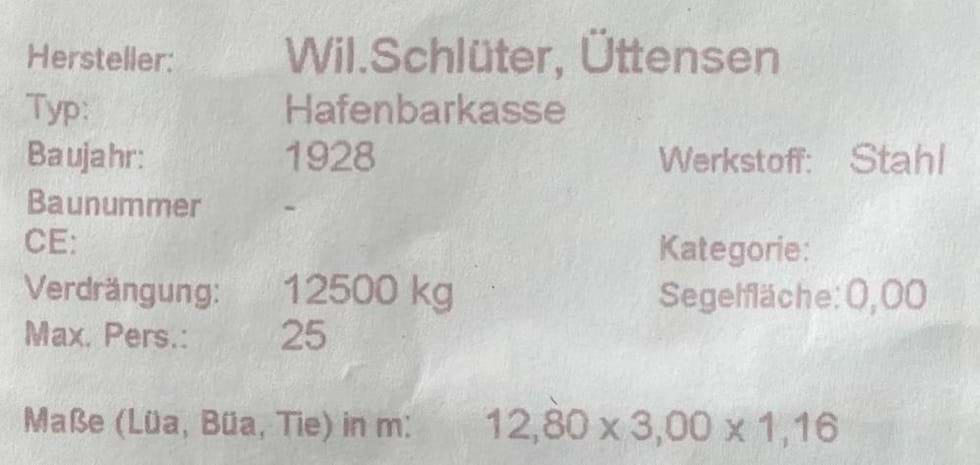 Hersteller: Wil.Schlüter, Üttensen
Typ: Hafenbarkasse
Baujahr: 1928 Werkstoff: Stahl
Baunummer -
CE: Kategorie:
Verdrängung: 12500 kg Segelfläche: 0,00
Max. Pers.: 25
Maße (Lüa, Büa, Tie) in m: 12,80 x 3,00 x 1,16